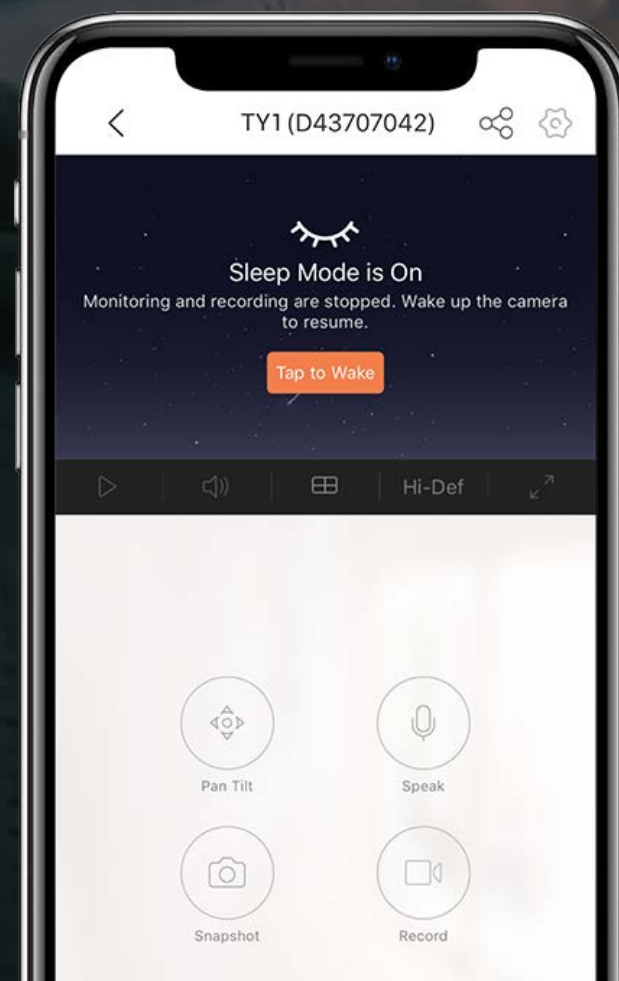 TY1(D43707042)
Sleep Mode is On
Monitoring and recording are stopped. Wake up the camera
to resume.
Tap to Wake
Hi-Def
Pan Tilt
Speak
Snapshot
Record